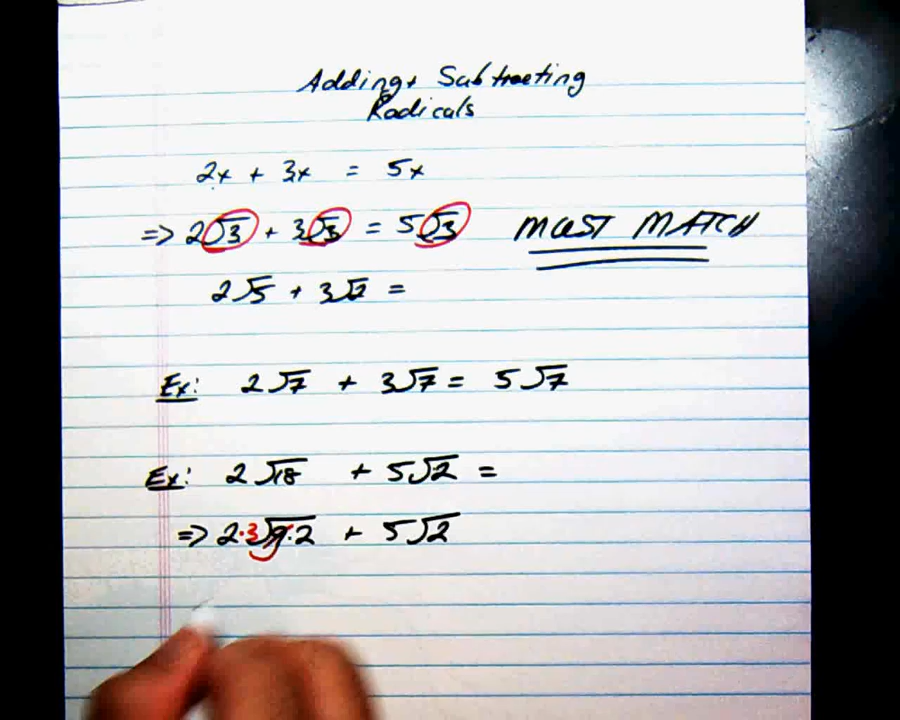 Adding + Subtracting
Radicals
2x + 3x = 5x
=> 2√3 + 3√3 = 5√3 MUST MATCH
2√5 + 3√2 =
Ex: 2√7 + 3√7 = 5√7
Ex: 2√18 + 5√2 =
=> 2·3√9·2 + 5√2